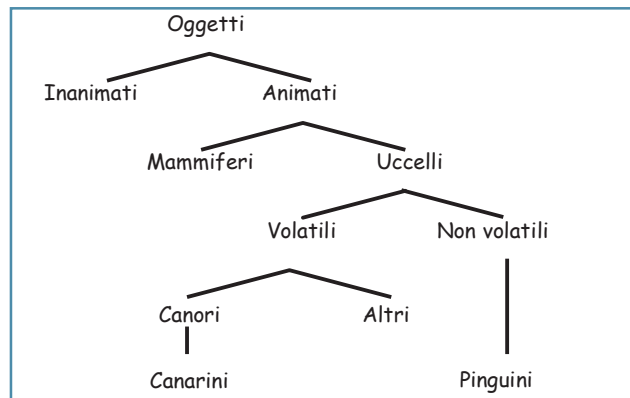 Oggetti
Inanimati Animati
Mammiferi Uccelli
Volatili Non volatili
Canori Altri
Canarini Pinguini